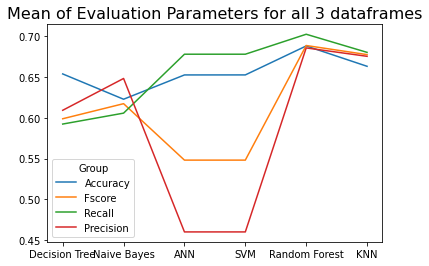 Mean of Evaluation Parameters for all 3 dataframes
0.70
0.65
0.60
0.55
0.50
0.45
Group
Accuracy
Fscore
Recall
Precision
Decision Tree Naive Bayes ANN SVM Random Forest KNN